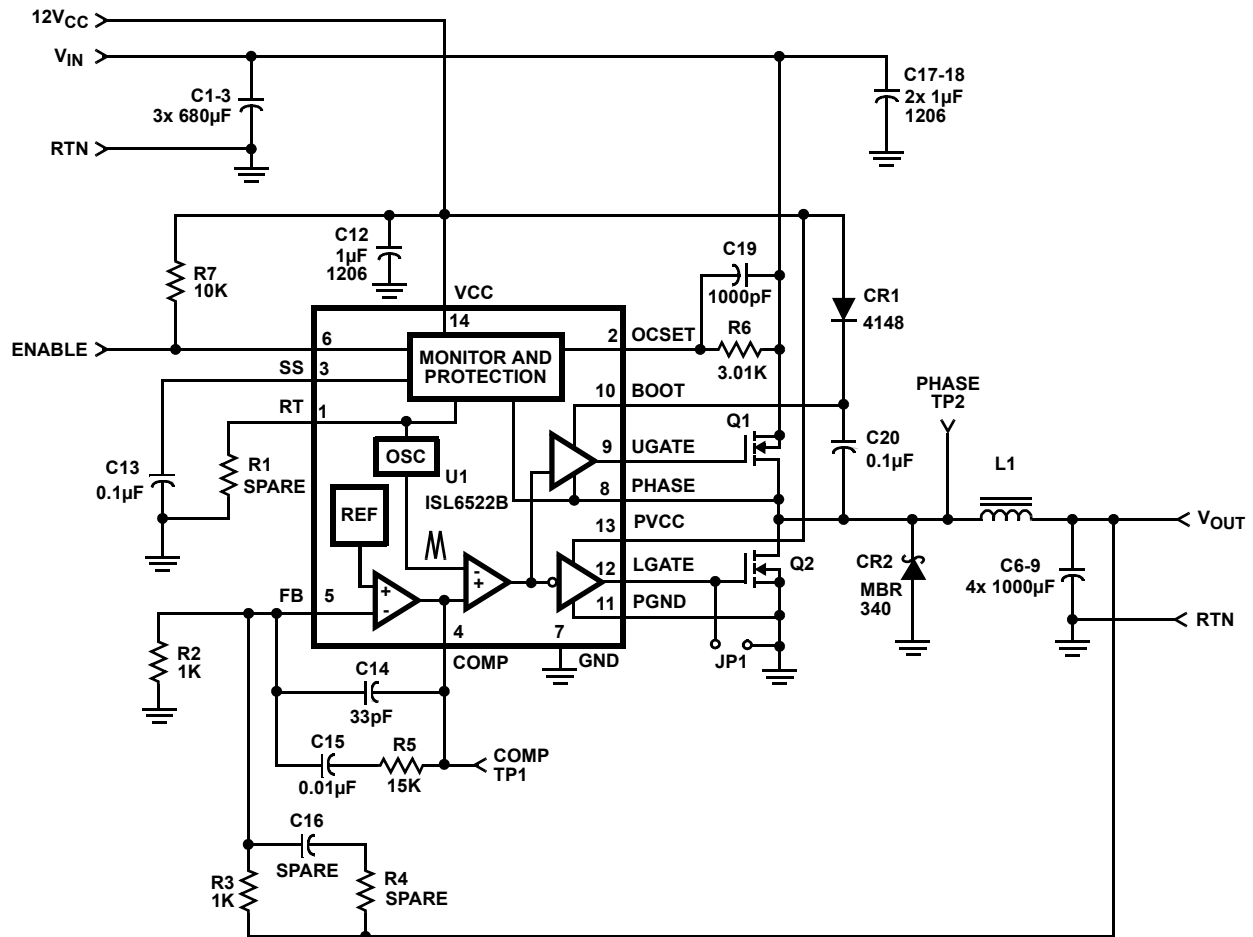 12VCC
VIN
C1-3
3x 680µF
RTN
C17-18
2x 1µF
1206
C12
1µF
1206
R7
10K
VCC
14
C19
1000pF
CR1
4148
ENABLE
6
2
OCSET
R6
3.01K
MONITOR AND
PROTECTION
SS
3
10
BOOT
PHASE
TP2
RT
1
Q1
C20
0.1µF
L1
OSC
9
UGATE
C13
0.1µF
R1
SPARE
U1
ISL6522B
8
PHASE
REF
13
PVCC
VOUT
12
LGATE
Q2
CR2
MBR
340
C6-9
4x 1000µF
FB
5
+
-
-
+
11
PGND
RTN
4
7
COMP
GND
JP1
R2
1K
C14
33pF
C15
0.01µF
R5
15K
COMP
TP1
C16
SPARE
R3
1K
R4
SPARE